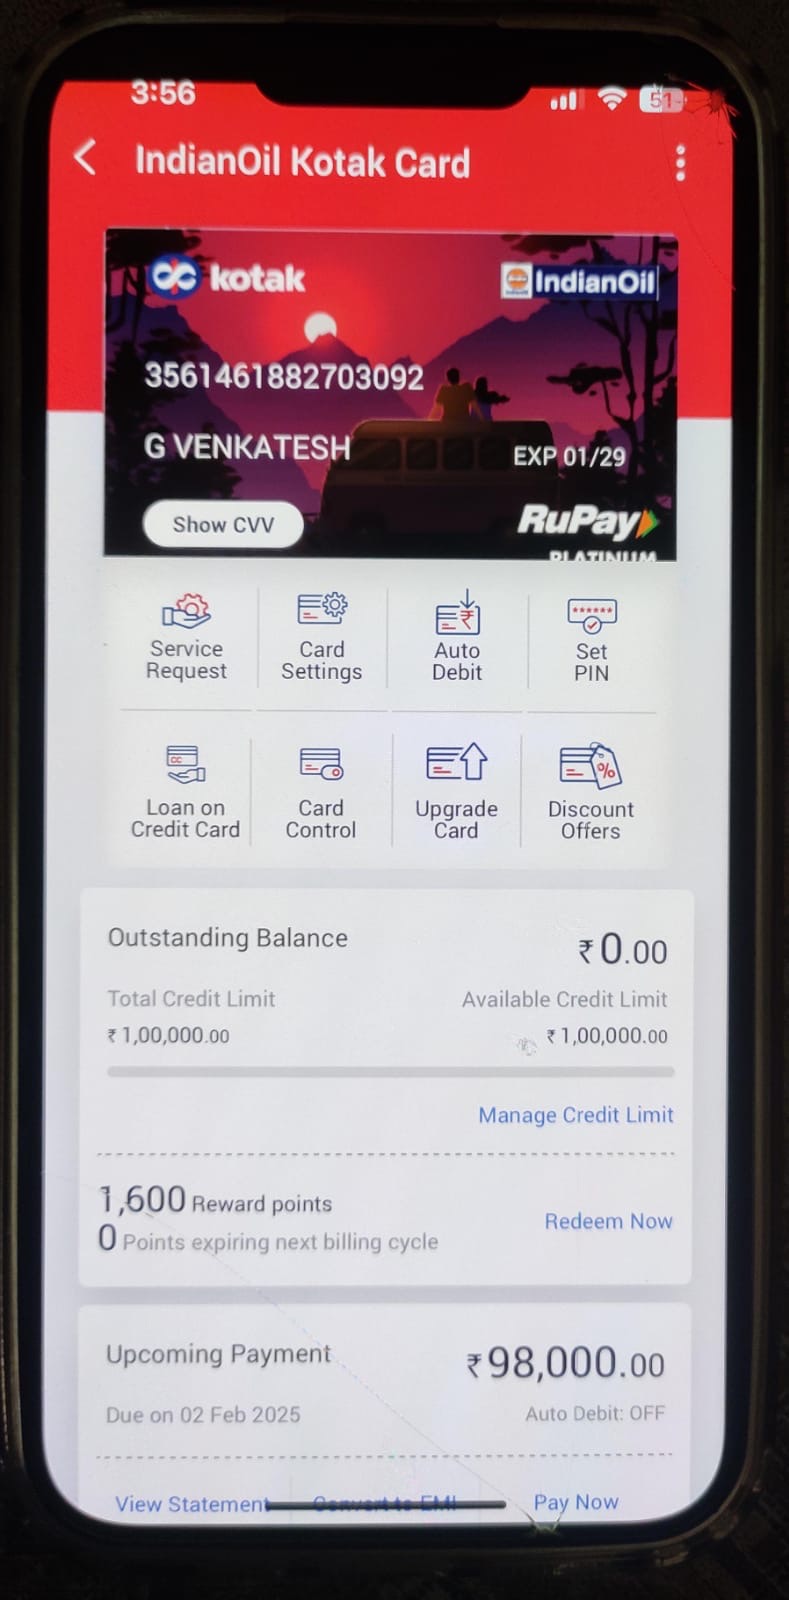 3:56
51
IndianOil Kotak Card
kotak
IndianOil
3561461882703092
G VENKATESH
EXP 01/29
Show CVV
RuPay
PLATINUM
Service Request
Card Settings
Auto Debit
Set PIN
Loan on Credit Card
Card Control
Upgrade Card
Discount Offers
Outstanding Balance
₹0.00
Total Credit Limit
Available Credit Limit
₹1,00,000.00
₹1,00,000.00
Manage Credit Limit
1,600 Reward points
0 Points expiring next billing cycle
Redeem Now
Upcoming Payment
₹98,000.00
Due on 02 Feb 2025
Auto Debit: OFF
View Statement
Convert to EMI
Pay Now